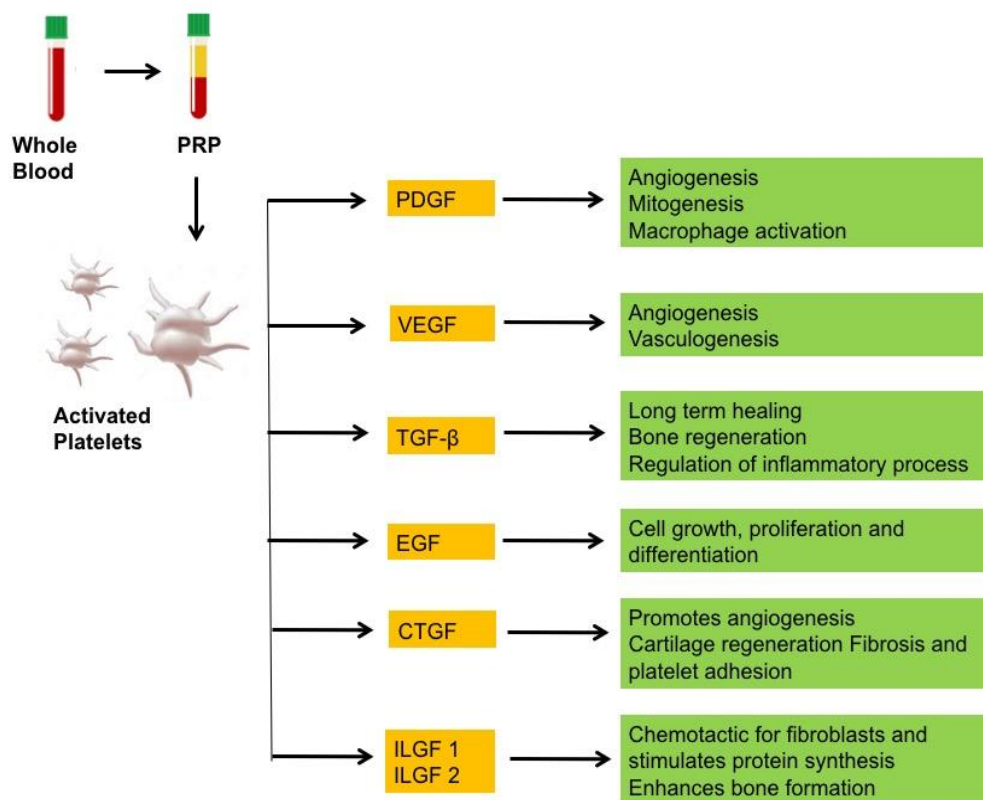 Whole
Blood
PRP
Activated
Platelets
PDGF
Angiogenesis
Mitogenesis
Macrophage activation
VEGF
Angiogenesis
Vasculogenesis
TGF-β
Long term healing
Bone regeneration
Regulation of inflammatory process
EGF
Cell growth, proliferation and
differentiation
CTGF
Promotes angiogenesis
Cartilage regeneration Fibrosis and
platelet adhesion
ILGF 1
ILGF 2
Chemotactic for fibroblasts and
stimulates protein synthesis
Enhances bone formation